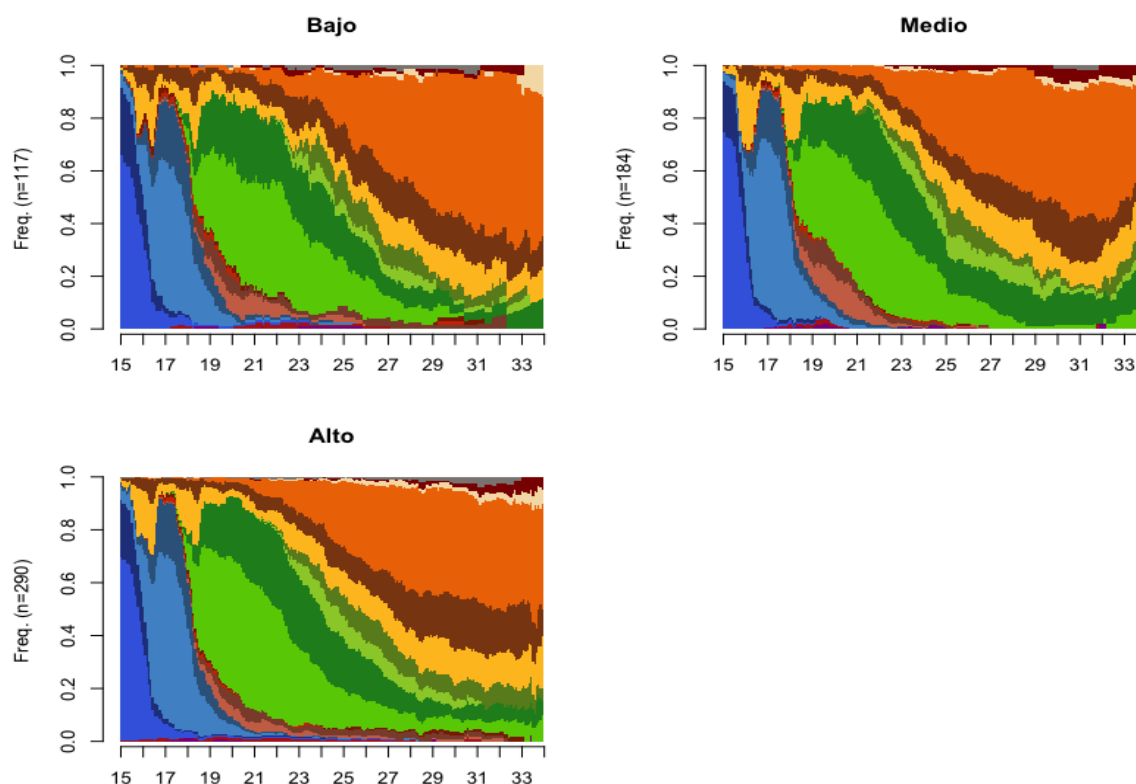 Bajo
Freq. (n=117)
0.0 0.2 0.4 0.6 0.8 1.0
15 17 19 21 23 25 27 29 31 33
Medio
Freq. (n=184)
0.0 0.2 0.4 0.6 0.8 1.0
15 17 19 21 23 25 27 29 31 33
Alto
Freq. (n=290)
0.0 0.2 0.4 0.6 0.8 1.0
15 17 19 21 23 25 27 29 31 33